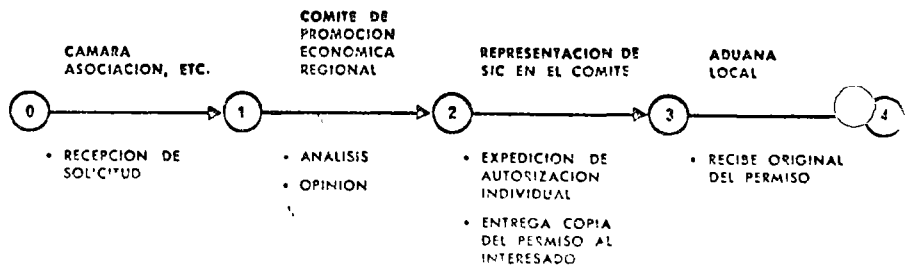 CAMARA
ASOCIACION, ETC.
COMITE DE
PROMOCION
ECONOMICA
REGIONAL
REPRESENTACION DE
SIC EN EL COMITE
ADUANA
LOCAL
0
1
2
3
4
• RECEPCION DE
SOLICITUD
• ANALISIS
• OPINION
• EXPEDICION DE
AUTORIZACION
INDIVIDUAL
• ENTREGA COPIA
DEL PERMISO AL
INTERESADO
• RECIBE ORIGINAL
DEL PERMISO